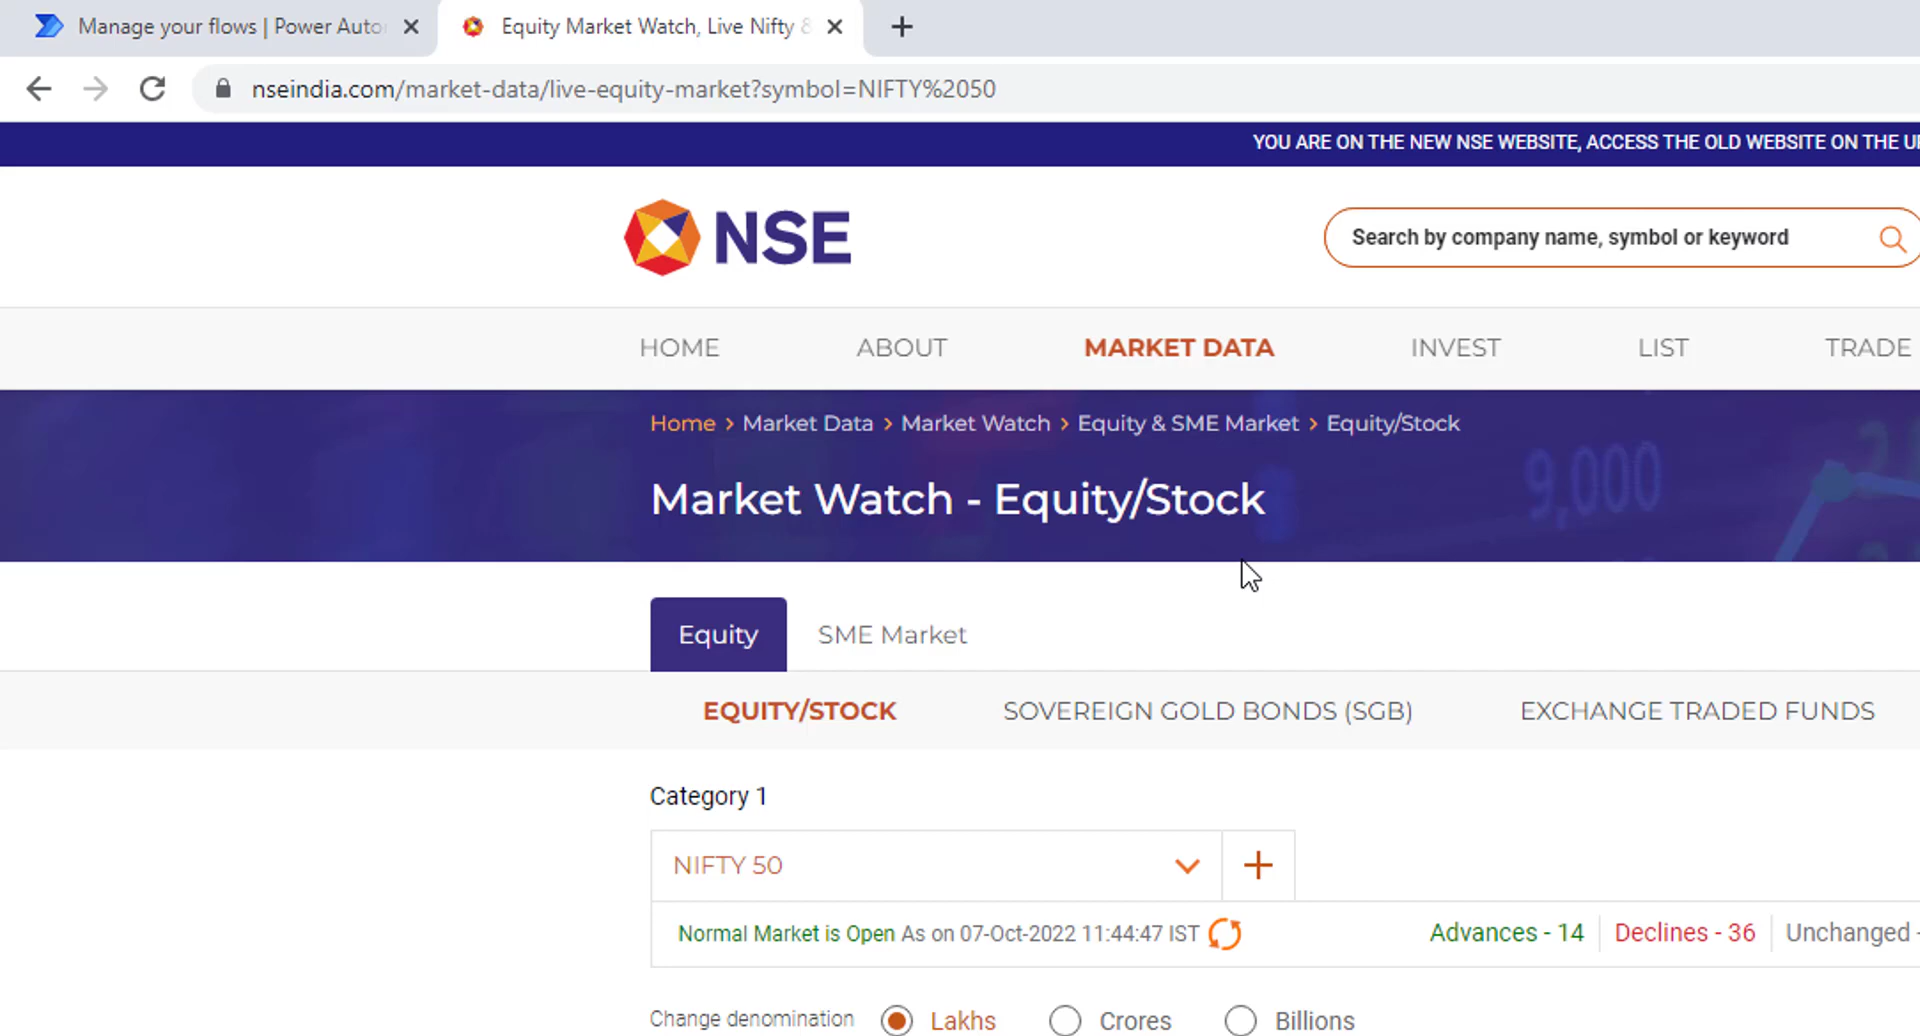 Manage your flows | Power Auto
Equity Market Watch, Live Nifty &
nseindia.com/market-data/live-equity-market?symbol=NIFTY%2050
YOU ARE ON THE NEW NSE WEBSITE, ACCESS THE OLD WEBSITE ON THE
NSE
Search by company name, symbol or keyword
HOME ABOUT MARKET DATA INVEST LIST TRADE
Home > Market Data > Market Watch > Equity & SME Market > Equity/Stock
9,000
Market Watch - Equity/Stock
Equity SME Market
EQUITY/STOCK SOVEREIGN GOLD BONDS (SGB) EXCHANGE TRADED FUNDS
Category 1
NIFTY 50
Normal Market is Open As on 07-Oct-2022 11:44:47 IST Advances - 14 Declines - 36 Unchanged -
Change denomination Lakhs Crores Billions